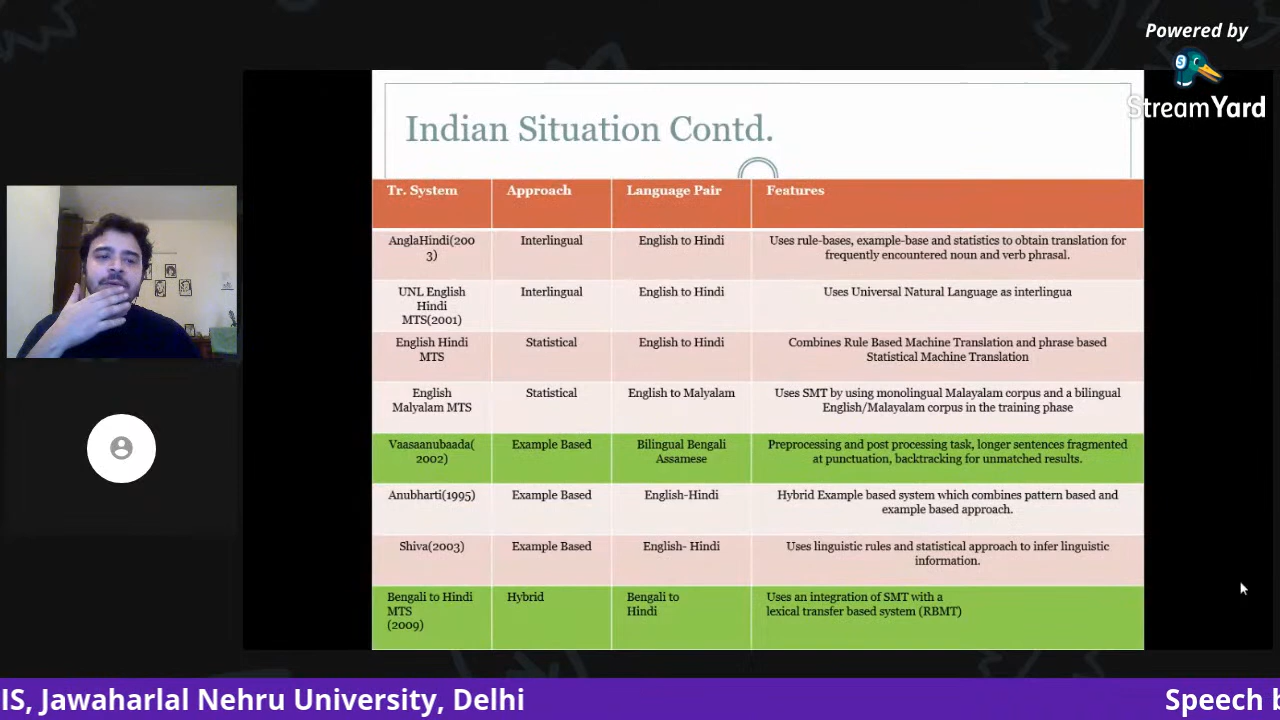 Powered by
StreamYard
Indian Situation Contd.
Tr. System Approach Language Pair Features
AnglaHindi(200
3)
Interlingual
English to Hindi
Uses rule-bases, example-base and statistics to obtain translation for
frequently encountered noun and verb phrasal.
UNL English
Hindi
MTS(2001)
Interlingual
English to Hindi
Uses Universal Natural Language as interlingua
English Hindi
MTS
Statistical
English to Hindi
Combines Rule Based Machine Translation and phrase based
Statistical Machine Translation
English
Malyalam MTS
Statistical
English to Malyalam
Uses SMT by using monolingual Malayalam corpus and a bilingual
English/Malayalam corpus in the training phase
Vaasaanubaada(
2002)
Example Based
Bilingual Bengali
Assamese
Preprocessing and post processing task, longer sentences fragmented
at punctuation, backtracking for unmatched results.
Anubharti(1995)
Example Based
English-Hindi
Hybrid Example based system which combines pattern based and
example based approach.
Shiva(2003)
Example Based
English- Hindi
Uses linguistic rules and statistical approach to infer linguistic
information.
Bengali to Hindi
MTS
(2009)
Hybrid
Bengali to
Hindi
Uses an integration of SMT with a
lexical transfer based system (RBMT)
IS, Jawaharlal Nehru University, Delhi
Speech